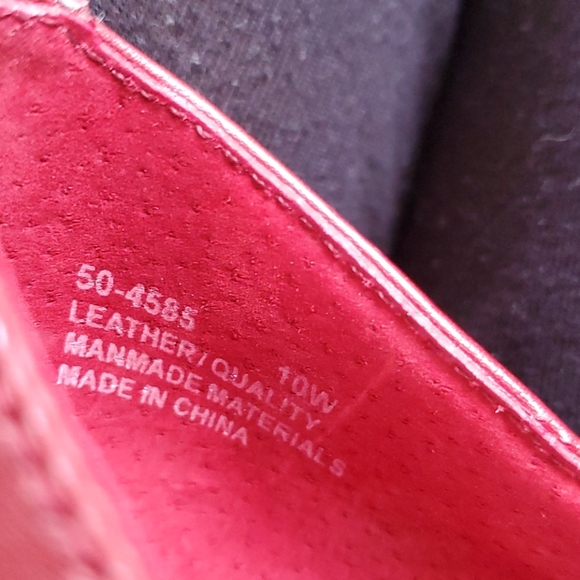 50-4585 10W
LEATHER/QUALITY
MANMADE MATERIALS
MADE IN CHINA